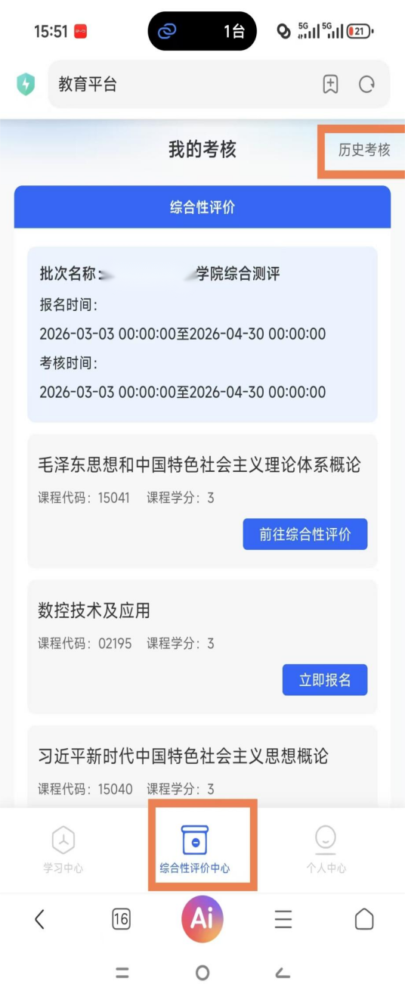 15:51
1台
5G
5G
21
教育平台
我的考核
历史考核
综合性评价
批次名称:
学院综合测评
报名时间:
2026-03-03 00:00:00至2026-04-30 00:00:00
考核时间:
2026-03-03 00:00:00至2026-04-30 00:00:00
毛泽东思想和中国特色社会主义理论体系概论
课程代码: 15041 课程学分: 3
前往综合性评价
数控技术及应用
课程代码: 02195 课程学分: 3
立即报名
习近平新时代中国特色社会主义思想概论
课程代码: 15040 课程学分: 3
学习中心
综合性评价中心
个人中心
16
Ai